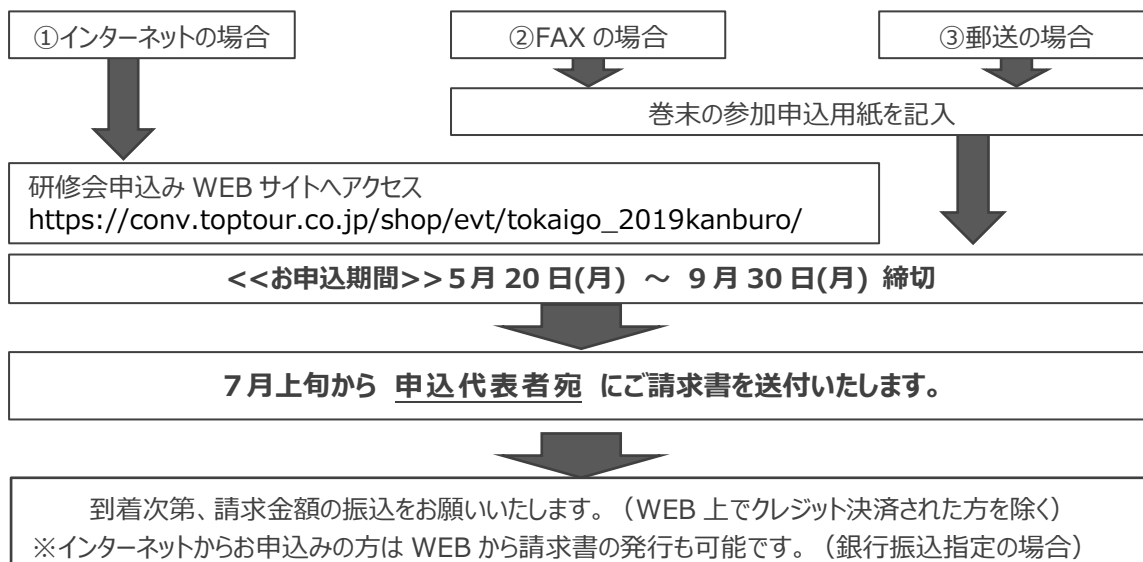 ①インターネットの場合
②FAX の場合
③郵送の場合
巻末の参加申込用紙を記入
研修会申込み WEB サイトへアクセス
https://conv.toptour.co.jp/shop/evt/tokaigo_2019kanburo/
<<お申込期間>>5月 20 日(月) ～ 9 月 30 日(月) 締切
７月上旬から 申込代表者宛 にご請求書を送付いたします。
到着次第、請求金額の振込をお願いいたします。（WEB 上でクレジット決済された方を除く）
※インターネットからお申込みの方は WEB から請求書の発行も可能です。（銀行振込指定の場合）